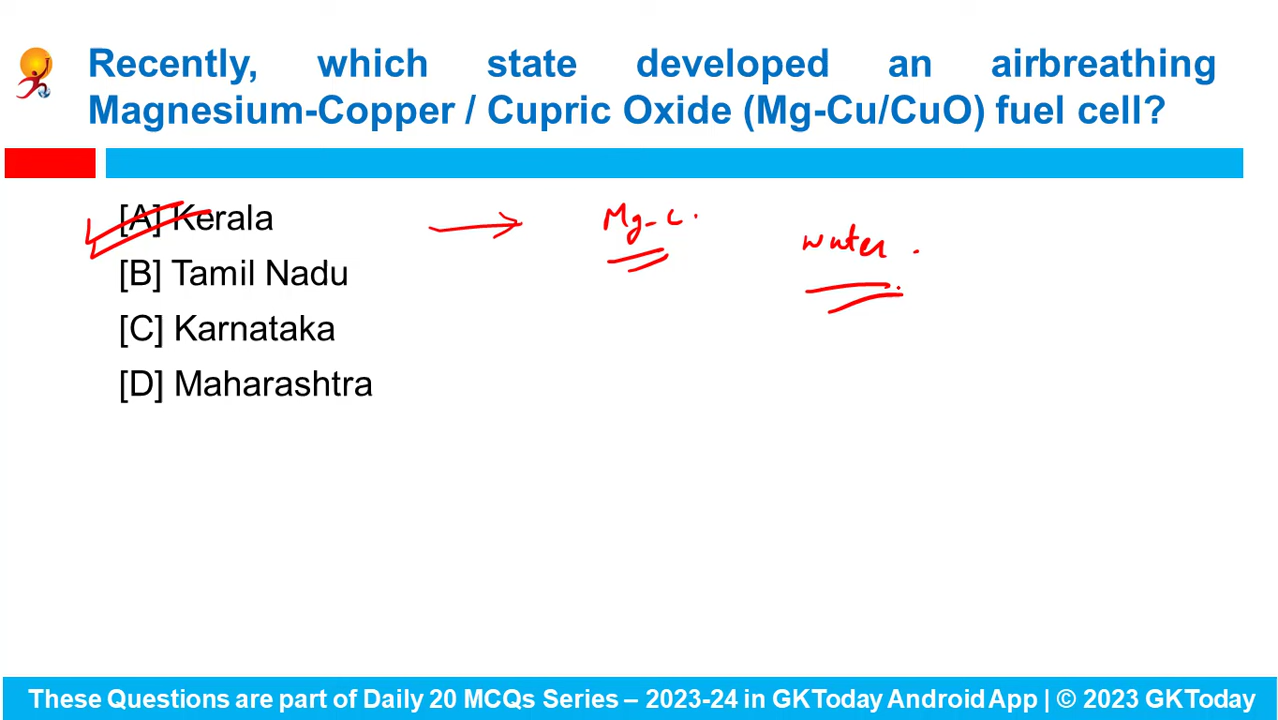 Recently, which state developed an airbreathing
Magnesium-Copper / Cupric Oxide (Mg-Cu/CuO) fuel cell?
[A] Kerala
Mg-C.
water.
[B] Tamil Nadu
[C] Karnataka
[D] Maharashtra
These Questions are part of Daily 20 MCQs Series – 2023-24 in GKToday Android App | © 2023 GKToday